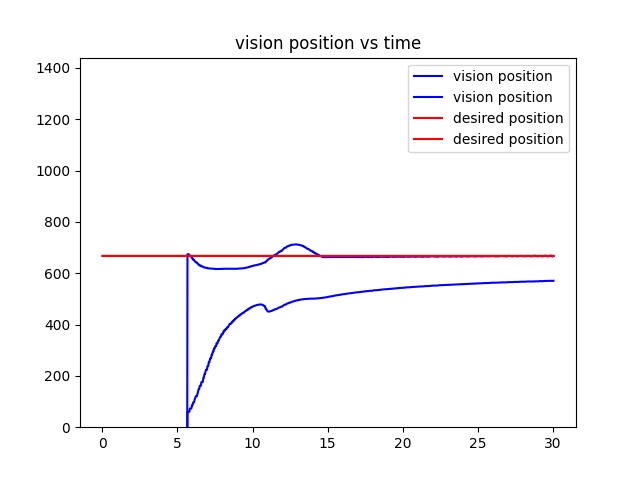 vision position vs time
vision position
vision position
desired position
desired position
1400
1200
1000
800
600
400
200
0
0 5 10 15 20 25 30